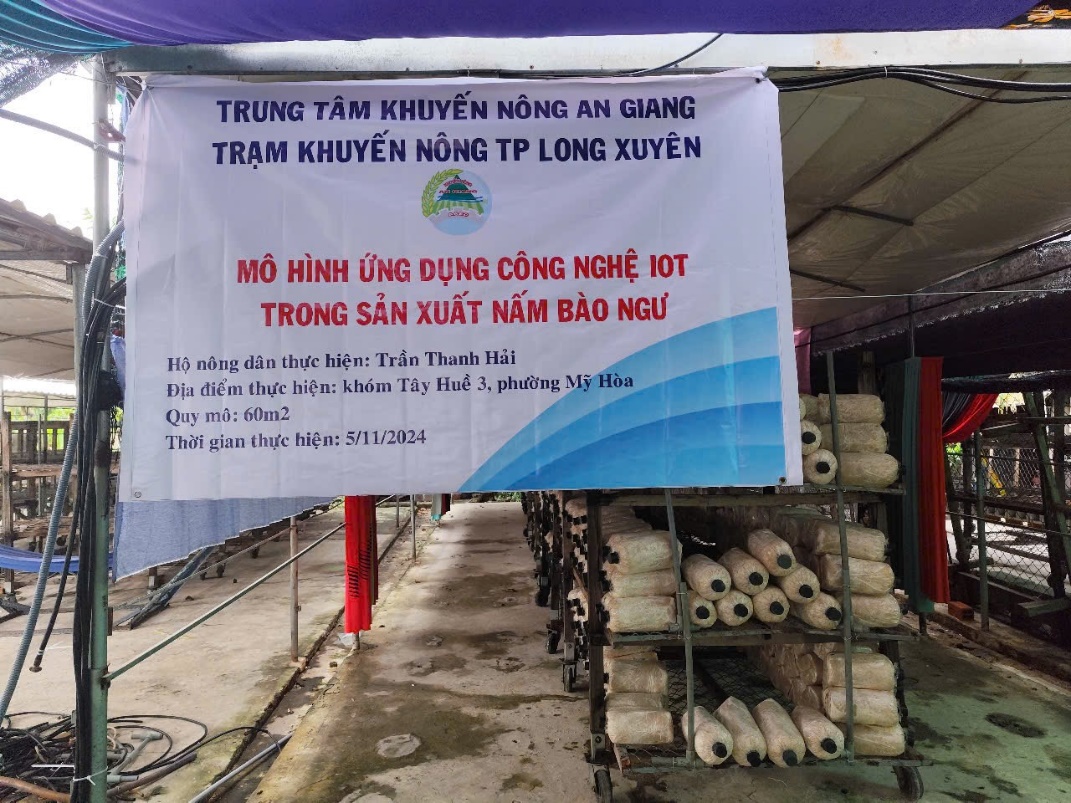 TRUNG TÂM KHUYẾN NÔNG AN GIANG
TRẠM KHUYẾN NÔNG TP LONG XUYÊN
MÔ HÌNH ỨNG DỤNG CÔNG NGHỆ IOT
TRONG SẢN XUẤT NẤM BÀO NGƯ
Hộ nông dân thực hiện: Trần Thanh Hải
Địa điểm thực hiện: khóm Tây Huề 3, phường Mỹ Hòa
Quy mô: 60m2
Thời gian thực hiện: 5/11/2024